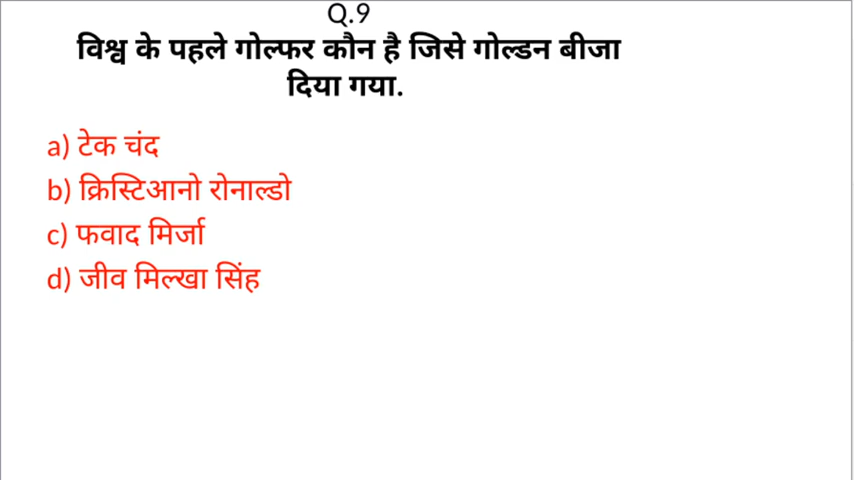 Q.9
विश्व के पहले गोल्फर कौन है जिसे गोल्डन बीजा
दिया गया.
a) टेक चंद
b) क्रिस्टिआनो रोनाल्डो
c) फवाद मिर्जा
d) जीव मिल्खा सिंह